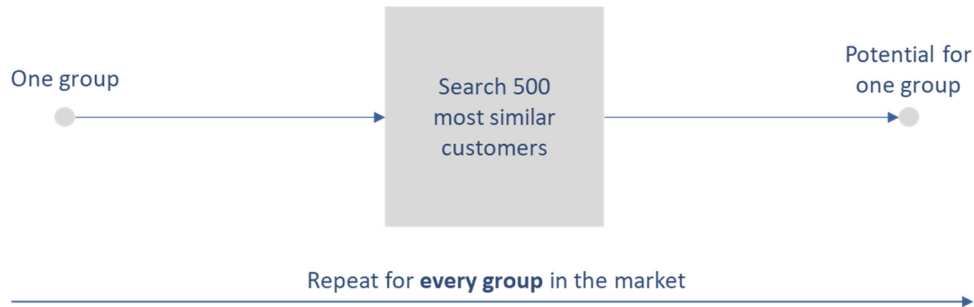 One group
Search 500
most similar
customers
Potential for
one group
Repeat for every group in the market